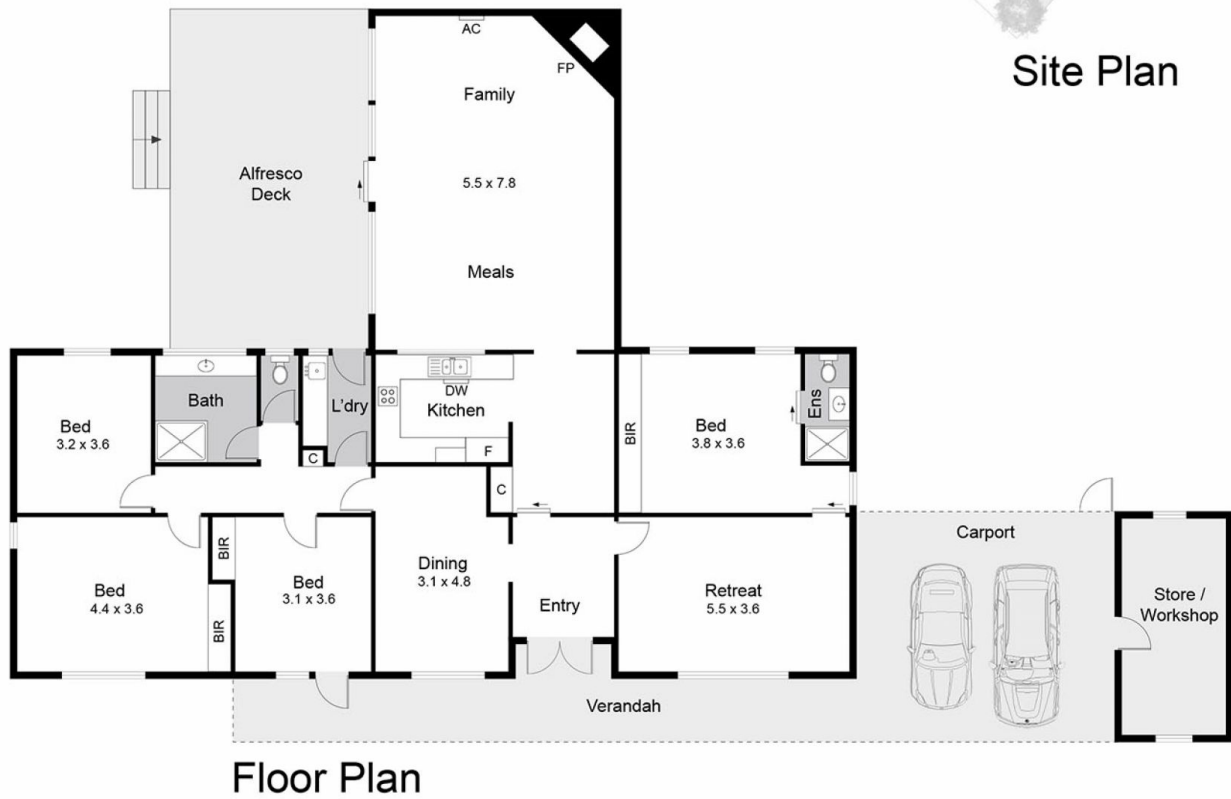 Site Plan
AC
FP
Family
5.5 x 7.8
Meals
Alfresco
Deck
Bed
3.2 x 3.6
Bath
L'dry
C
DW
Kitchen
F
C
BIR
Bed
3.8 x 3.6
Ens
Bed
4.4 x 3.6
BIR
BIR
Bed
3.1 x 3.6
Dining
3.1 x 4.8
Entry
Retreat
5.5 x 3.6
Carport
Store /
Workshop
Verandah
Floor Plan